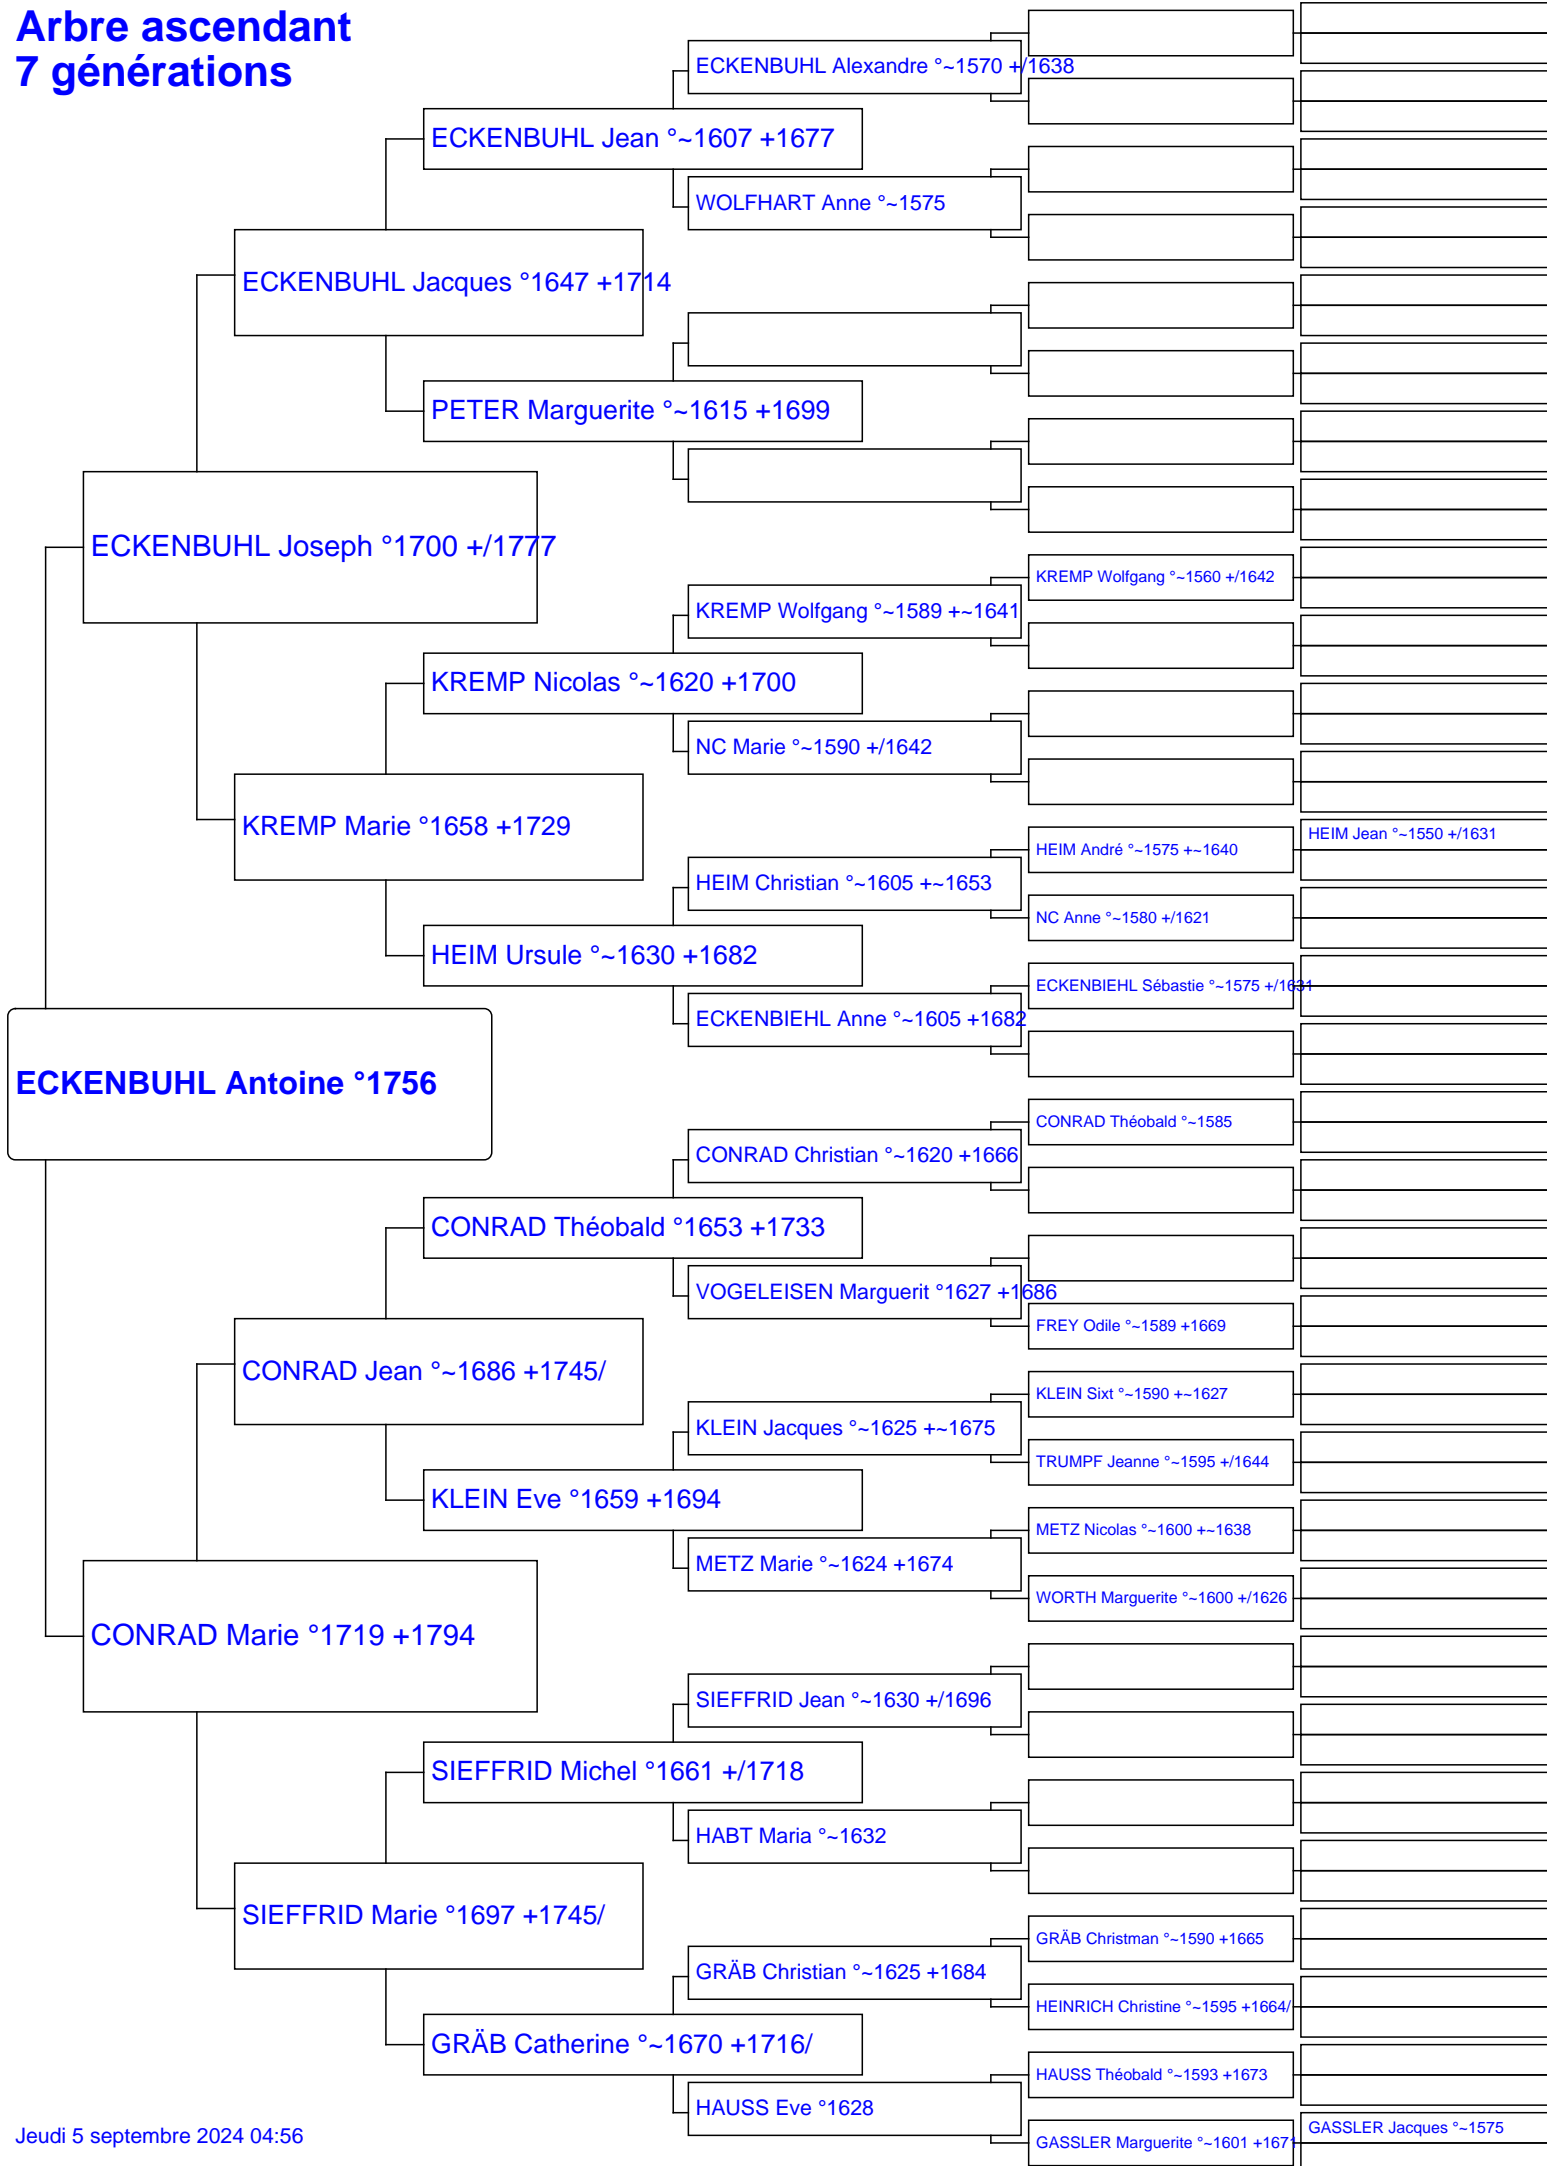 Arbre ascendant
7 générations
ECKENBUHL Alexandre °~1570 +/1638
ECKENBUHL Jean °~1607 +1677
WOLFHART Anne °~1575
ECKENBUHL Jacques °1647 +1714
PETER Marguerite °~1615 +1699
ECKENBUHL Joseph °1700 +/1777
KREMP Wolfgang °~1560 +/1642
KREMP Wolfgang °~1589 +~1641
KREMP Nicolas °~1620 +1700
NC Marie °~1590 +/1642
KREMP Marie °1658 +1729
HEIM Jean °~1550 +/1631
HEIM André °~1575 +~1640
HEIM Christian °~1605 +~1653
NC Anne °~1580 +/1621
HEIM Ursule °~1630 +1682
ECKENBIEHL Sébastie °~1575 +/1631
ECKENBIEHL Anne °~1605 +1682
ECKENBUHL Antoine °1756
CONRAD Théobald °~1585
CONRAD Christian °~1620 +1666
CONRAD Théobald °1653 +1733
VOGELEISEN Marguerit °1627 +1686
FREY Odile °~1589 +1669
CONRAD Jean °~1686 +1745/
KLEIN Sixt °~1590 +~1627
KLEIN Jacques °~1625 +~1675
TRUMPF Jeanne °~1595 +/1644
KLEIN Eve °1659 +1694
METZ Nicolas °~1600 +~1638
METZ Marie °~1624 +1674
WORTH Marguerite °~1600 +/1626
CONRAD Marie °1719 +1794
SIEFFRID Jean °~1630 +/1696
SIEFFRID Michel °1661 +/1718
HABT Maria °~1632
SIEFFRID Marie °1697 +1745/
GRÄB Christman °~1590 +1665
GRÄB Christian °~1625 +1684
HEINRICH Christine °~1595 +1664/
GRÄB Catherine °~1670 +1716/
HAUSS Théobald °~1593 +1673
HAUSS Eve °1628
GASSLER Jacques °~1575
GASSLER Marguerite °~1601 +1671
Jeudi 5 septembre 2024 04:56